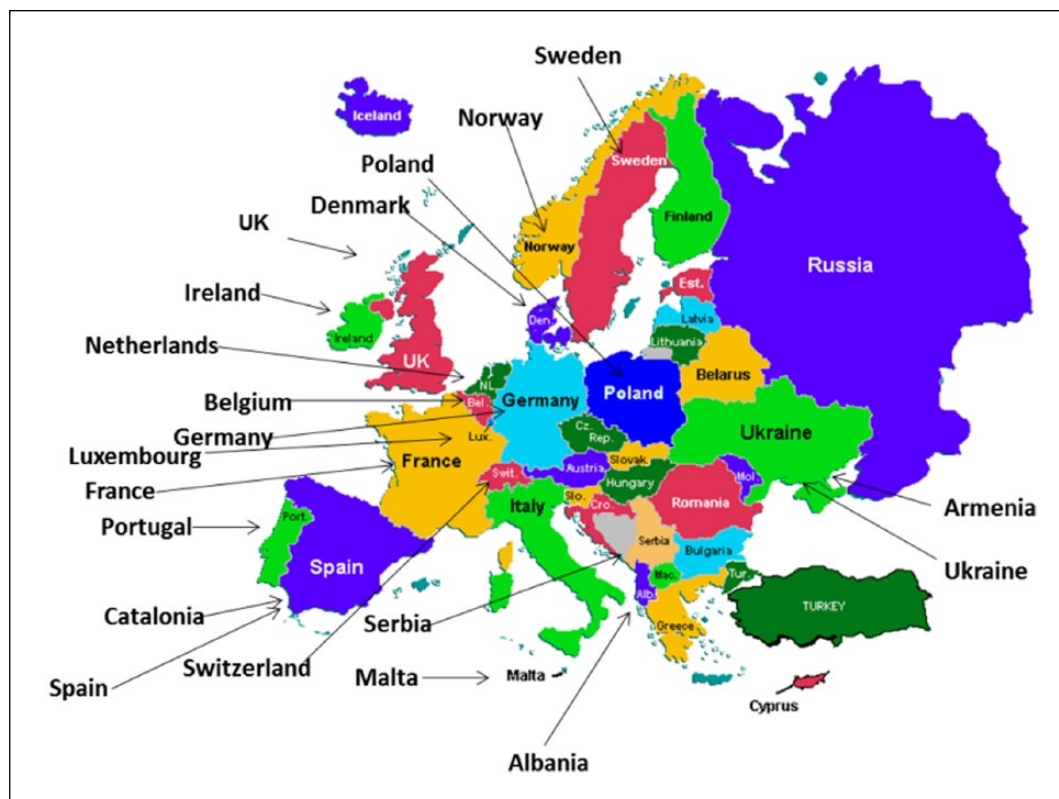 Sweden
Iceland
Norway
Poland
Sweden
Denmark
Finland
UK
Norway
Russia
Est.
Ireland
Den.
Latvia
Ireland
Lithuania
Netherlands
UK
NL
Belarus
Germany
Poland
Belgium
Bel.
Cz.
Rep.
Ukraine
Germany
Lux.
Luxembourg
France
Slovak.
Swit.
Austria
Mol.
Hungary
France
Slo.
Cro.
Romania
Armenia
Portugal
Port.
Italy
Serbia
Bulgaria
Spain
Mac.
Tur.
Ukraine
Alb.
Catalonia
Serbia
Greece
TURKEY
Switzerland
Malta
Malta
Spain
Cyprus
Albania